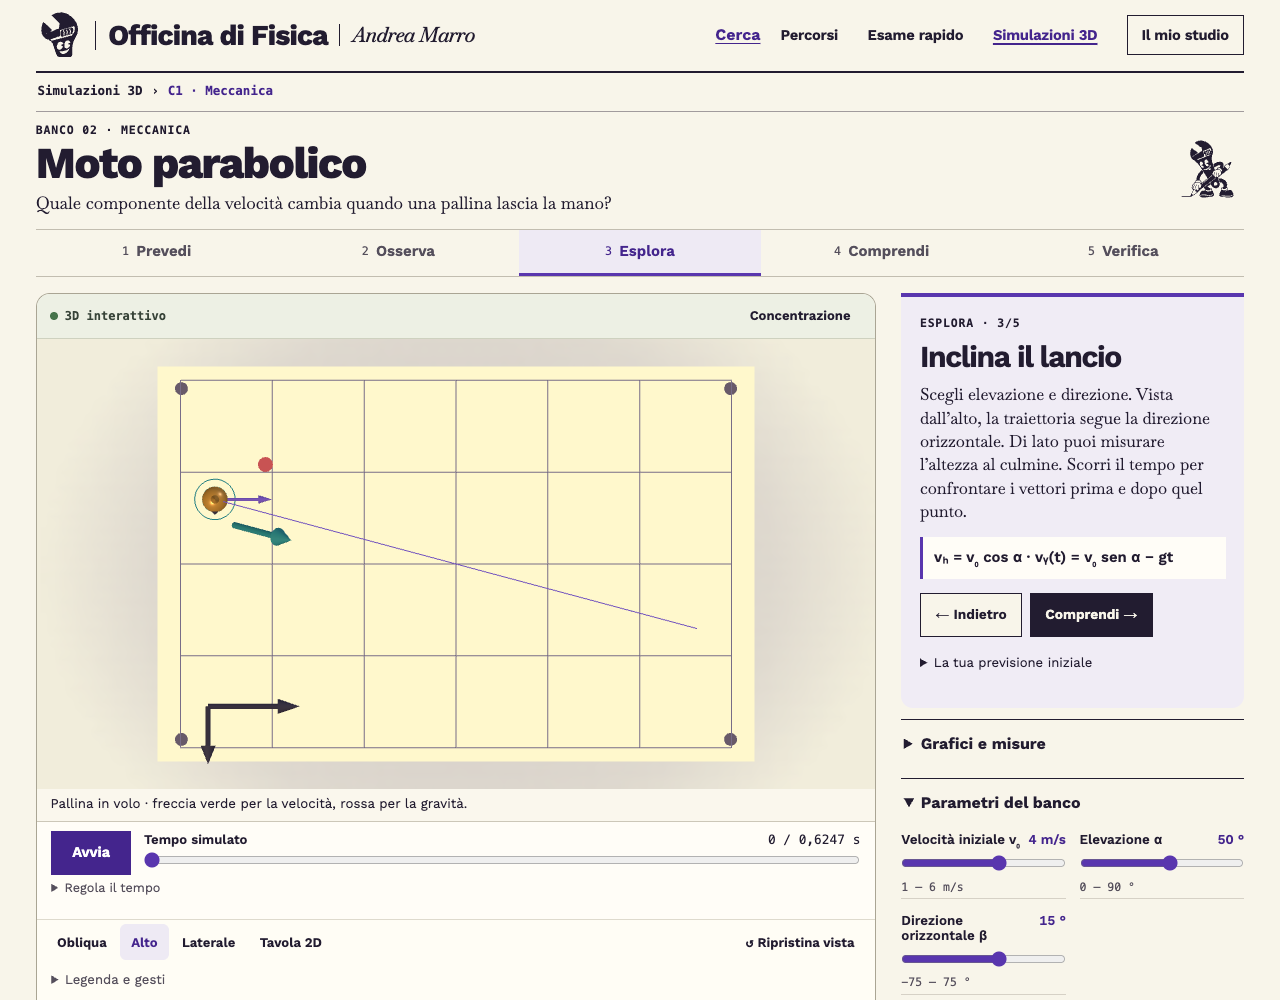 Officina di Fisica
Andrea Marro
Cerca
Percorsi
Esame rapido
Simulazioni 3D
Il mio studio
Simulazioni 3D › C1 · Meccanica
BANCO 02 · MECCANICA
Moto parabolico
Quale componente della velocità cambia quando una pallina lascia la mano?
1 Prevedi
2 Osserva
3 Esplora
4 Comprendi
5 Verifica
3D interattivo
Concentrazione
Pallina in volo · freccia verde per la velocità, rossa per la gravità.
Avvia
Tempo simulato
0 / 0,6247 s
▶ Regola il tempo
Obliqua
Alto
Laterale
Tavola 2D
↺ Ripristina vista
▶ Legenda e gesti
ESPLORA · 3/5
Inclina il lancio
Scegli elevazione e direzione. Vista
dall’alto, la traiettoria segue la direzione
orizzontale. Di lato puoi misurare
l’altezza al culmine. Scorri il tempo per
confrontare i vettori prima e dopo quel
punto.
vₕ = v₀ cos α · vᵧ(t) = v₀ sen α − gt
← Indietro
Comprendi →
▶ La tua previsione iniziale
▶ Grafici e misure
▼ Parametri del banco
Velocità iniziale v₀ 4 m/s
1 — 6 m/s
Elevazione α 50 °
0 — 90 °
Direzione
orizzontale β
15 °
−75 — 75 °